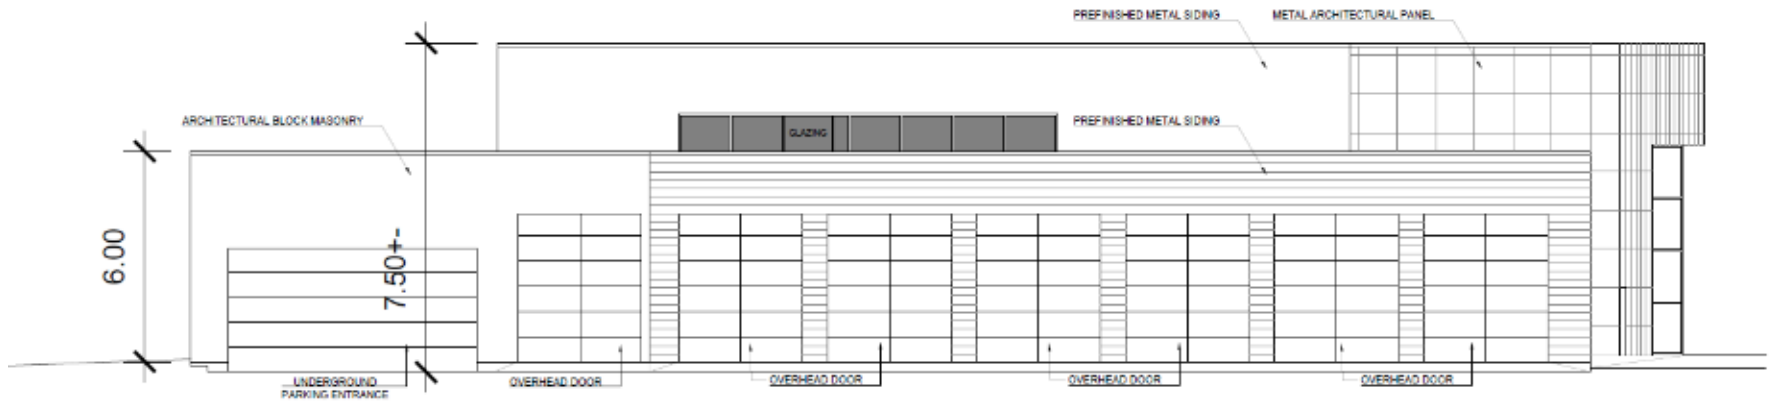 PREFINISHED METAL SIDING
METAL ARCHITECTURAL PANEL
ARCHITECTURAL BLOCK MASONRY
GLAZING
PREFINISHED METAL SIDING
6.00
7.50+-
UNDERGROUND
PARKING ENTRANCE
OVERHEAD DOOR
OVERHEAD DOOR
OVERHEAD DOOR
OVERHEAD DOOR